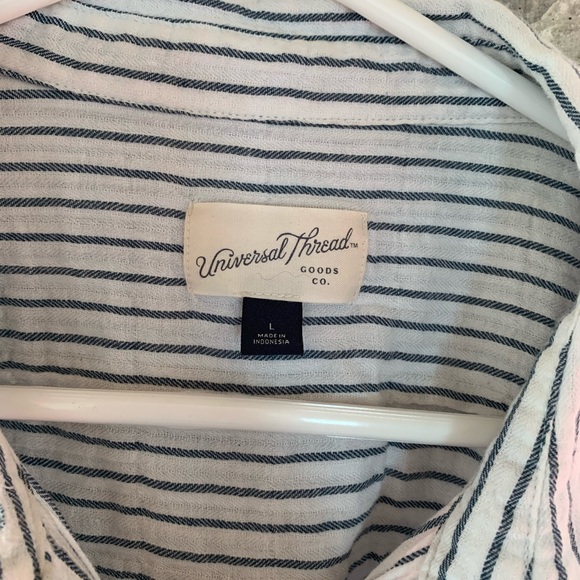 Universal Thread™
GOODS
CO.
L
MADE IN
INDONESIA